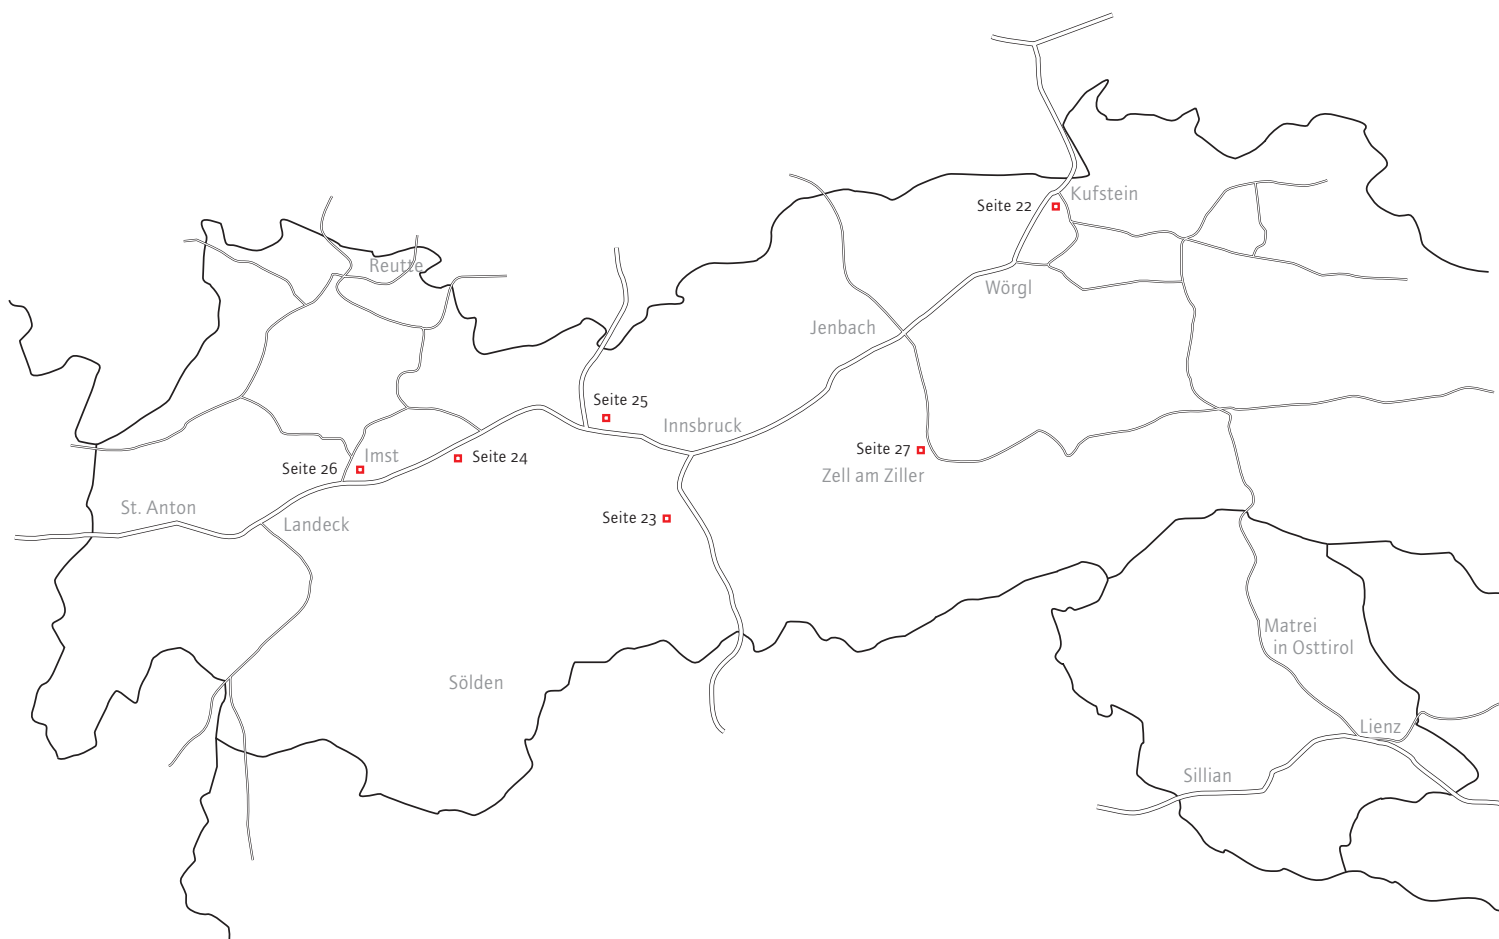 Kufstein
Seite 22
Reutte
Wörgl
Jenbach
Seite 25
Innsbruck
Seite 27
Zell am Ziller
Imst
Seite 24
Seite 26
St. Anton
Landeck
Seite 23
Matrei
in Osttirol
Sölden
Lienz
Sillian